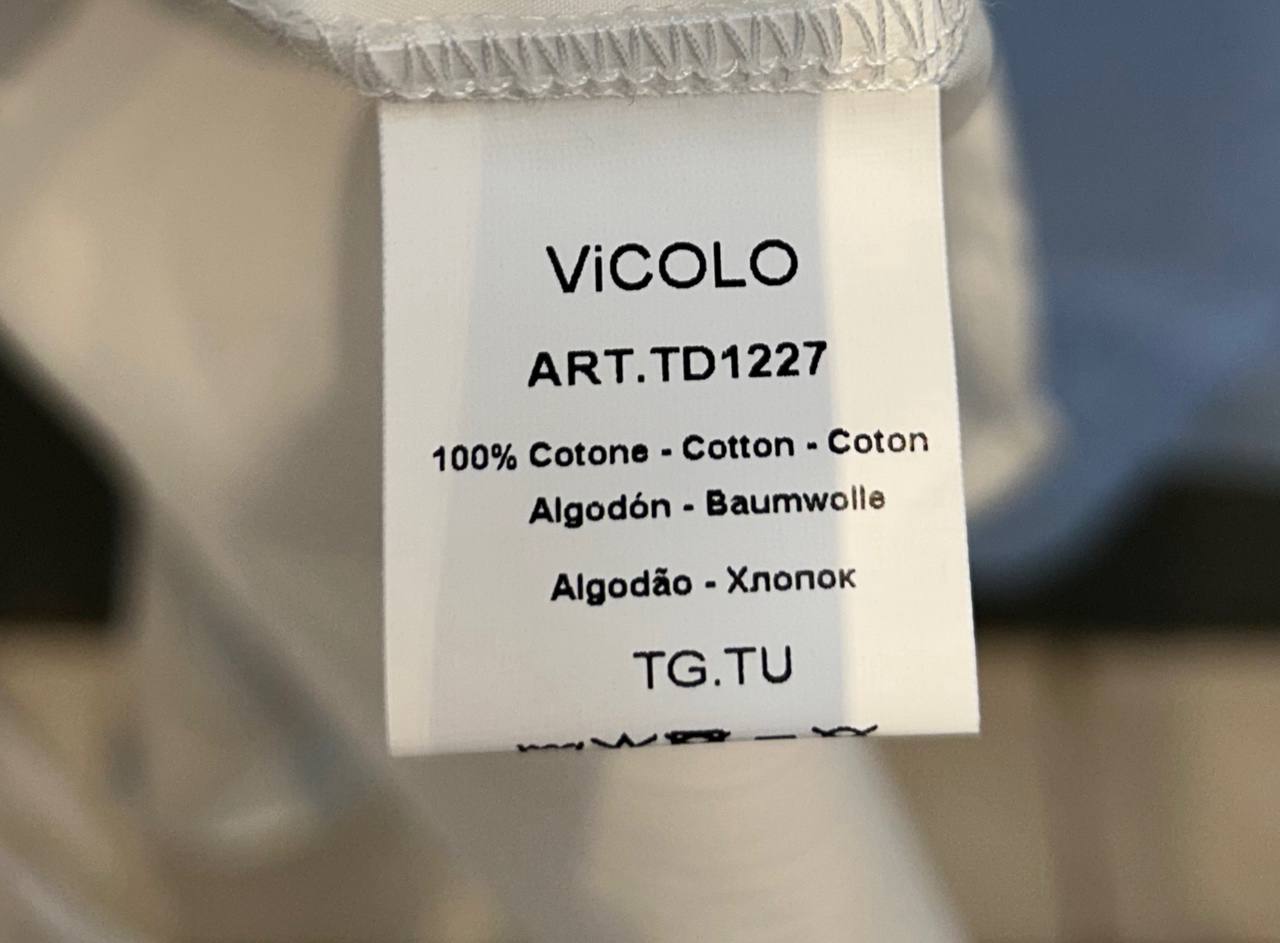 ViCOLO
ART.TD1227
100% Cotone - Cotton - Coton
Algodón - Baumwolle
Algodão - Хлопок
TG.TU